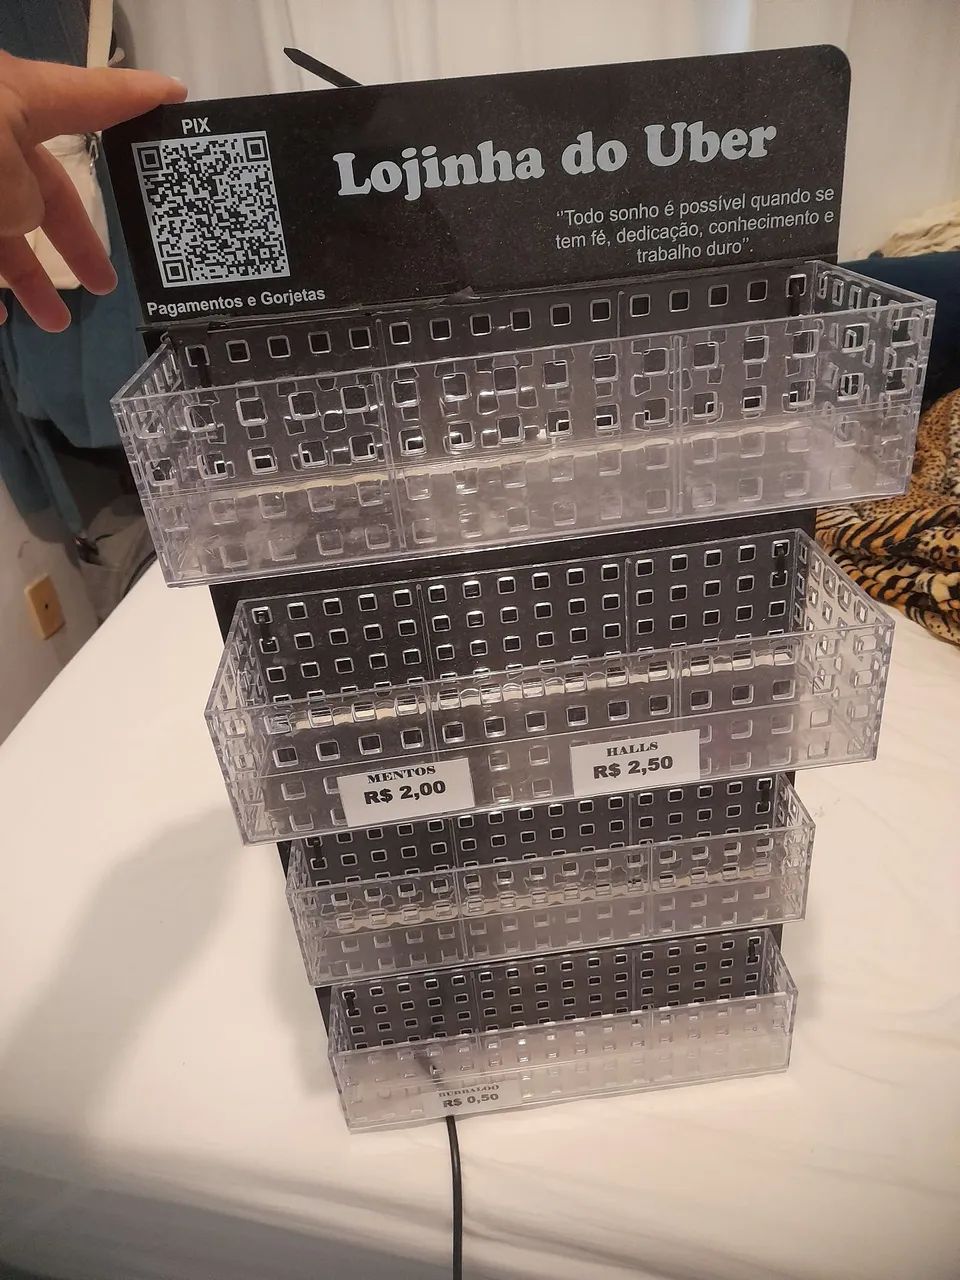 PIX
Lojinha do Uber
"Todo sonho é possível quando se
tem fé, dedicação, conhecimento e
trabalho duro".
Pagamentos e Gorjetas
MENTOS
R$ 2,00
HALLS
R$ 2,50
BUBBALOO
R$ 0,50